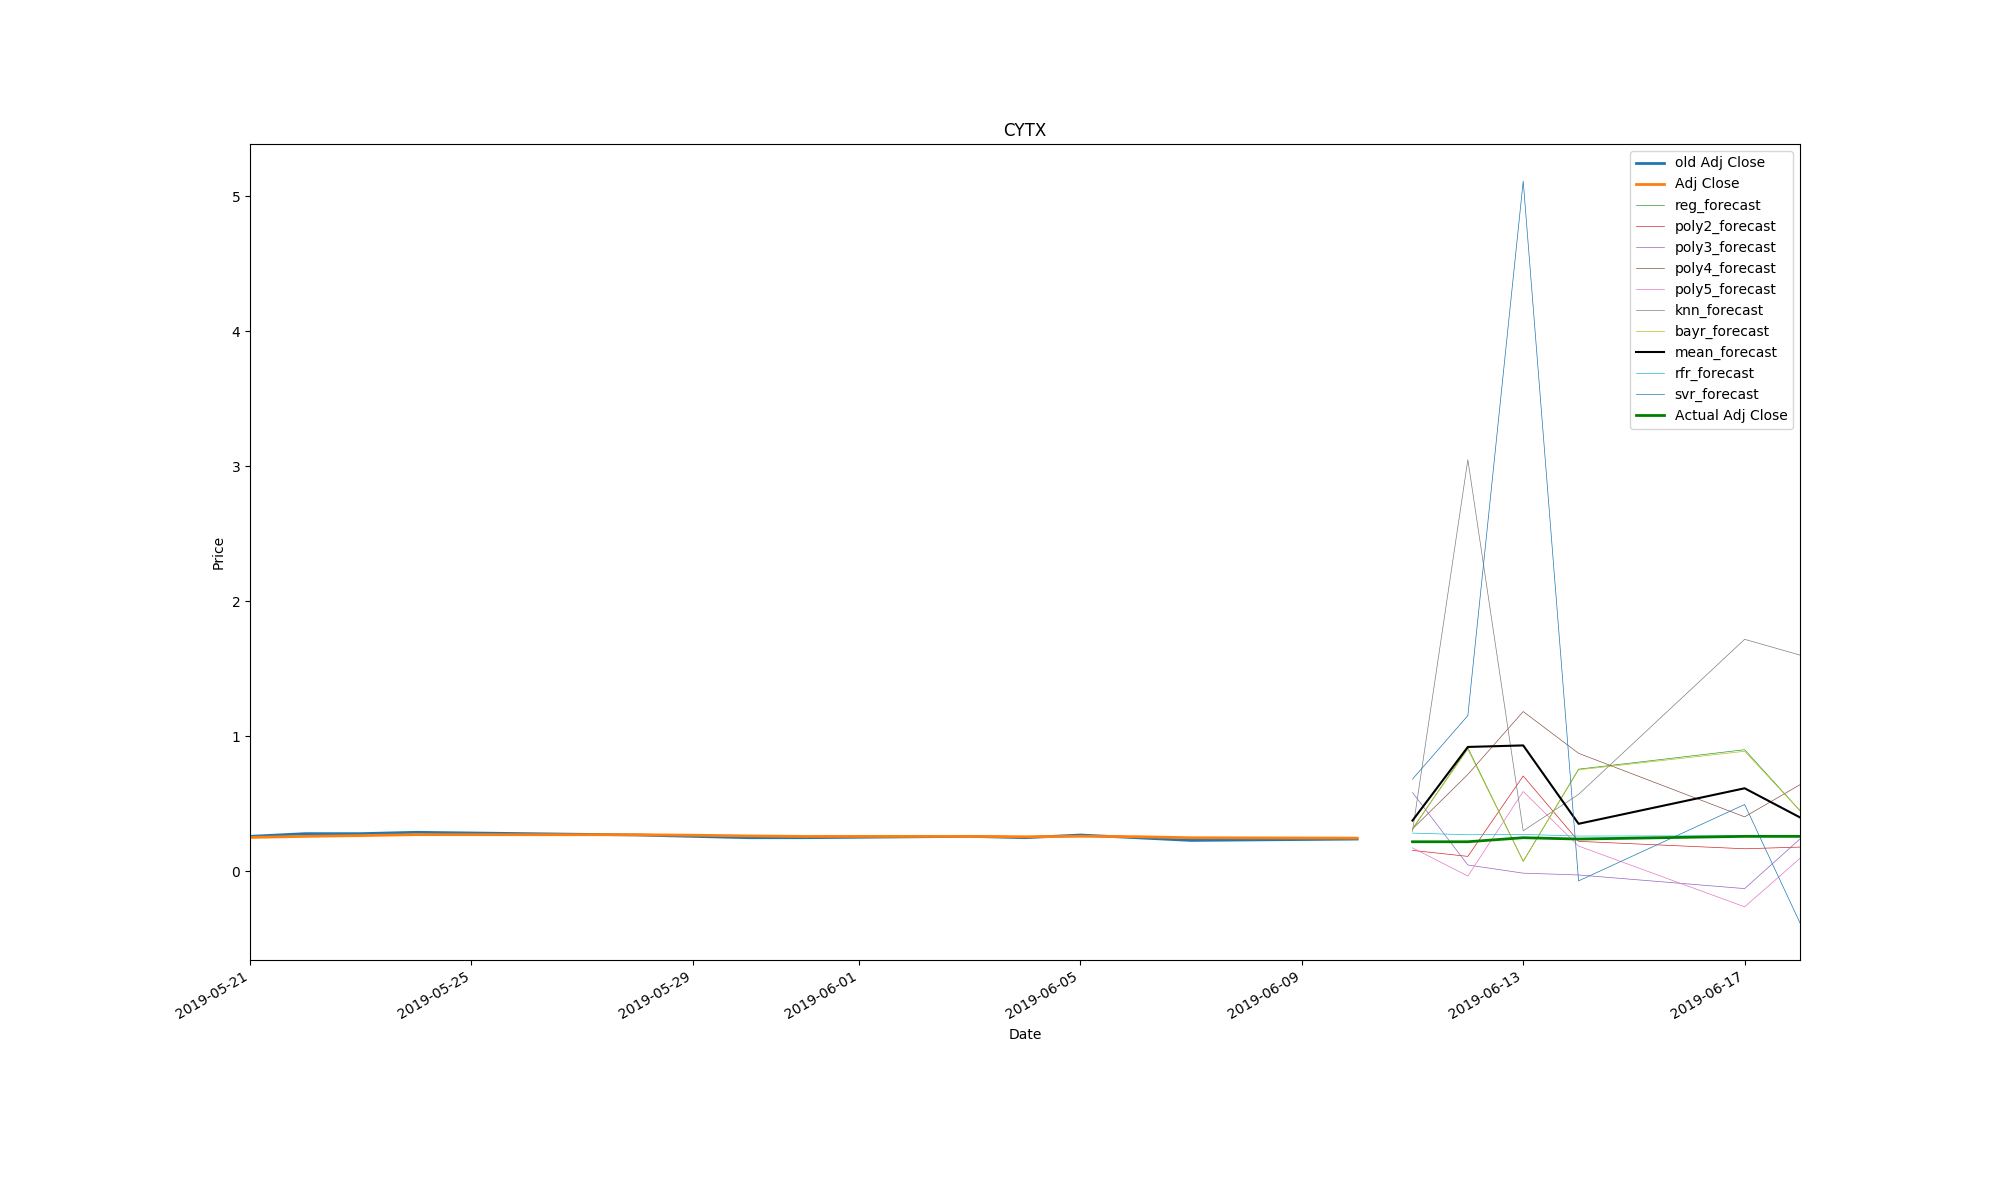 CYTX
old Adj Close
Adj Close
reg_forecast
poly2_forecast
poly3_forecast
poly4_forecast
poly5_forecast
knn_forecast
bayr_forecast
mean_forecast
rfr_forecast
svr_forecast
Actual Adj Close
5
4
3
2
1
0
Price
2019-05-21
2019-05-25
2019-05-29
2019-06-01
2019-06-05
2019-06-09
2019-06-13
2019-06-17
Date